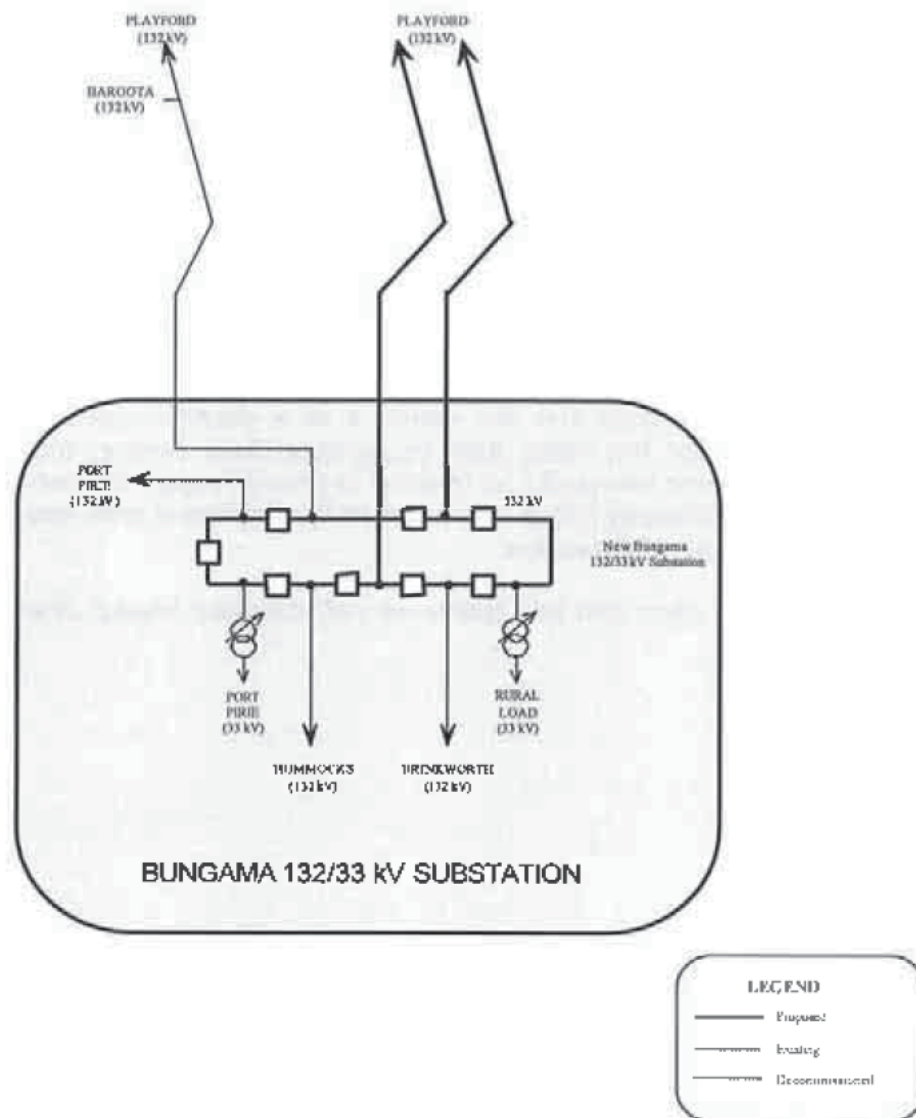 PLAYFORD
(132 kV)
PLAYFORD
(132 kV)
BAROOTA
(132 kV)
PORT
PIRIE
(132 kV)
132 kV
New Bungama
132/33 kV Substation
PORT
PIRIE
(33 kV)
RURAL
LOAD
(33 kV)
HUMMOCKS
(132 kV)
BRINKWORTH
(132 kV)
BUNGAMA 132/33 kV SUBSTATION
LEGEND
Proposed
Existing
Decommissioned